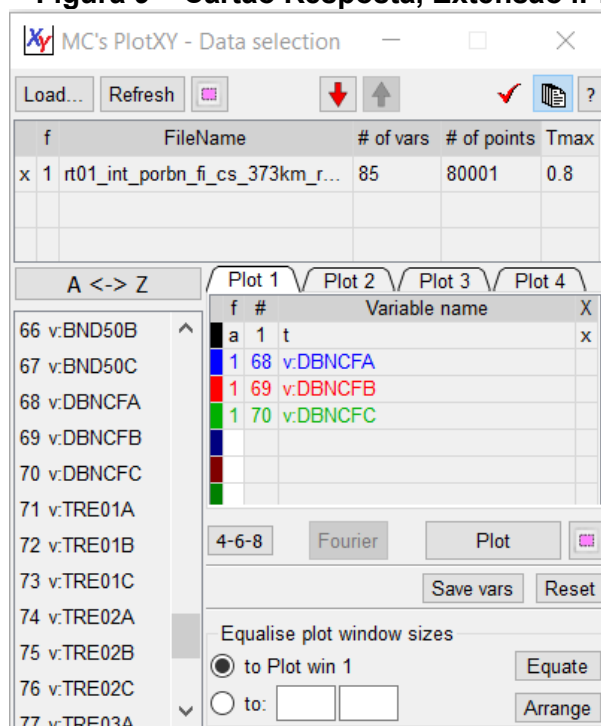 MC's PlotXY - Data selection
Load... Refresh ?
f FileName # of vars # of points Tmax
x 1 rt01_int_porbn_fi_cs_373km_r... 85 80001 0.8
A <-> Z Plot 1 Plot 2 Plot 3 Plot 4
f # Variable name X
a 1 t x
1 68 v:DBNCFA
1 69 v:DBNCFB
1 70 v:DBNCFC
66 v:BND50B
67 v:BND50C
68 v:DBNCFA
69 v:DBNCFB
70 v:DBNCFC
71 v:TRE01A
72 v:TRE01B
73 v:TRE01C
74 v:TRE02A
75 v:TRE02B
76 v:TRE02C
77 v:TRE03A
4-6-8 Fourier Plot
Save vars Reset
Equalise plot window sizes
to Plot win 1 Equate
to: Arrange